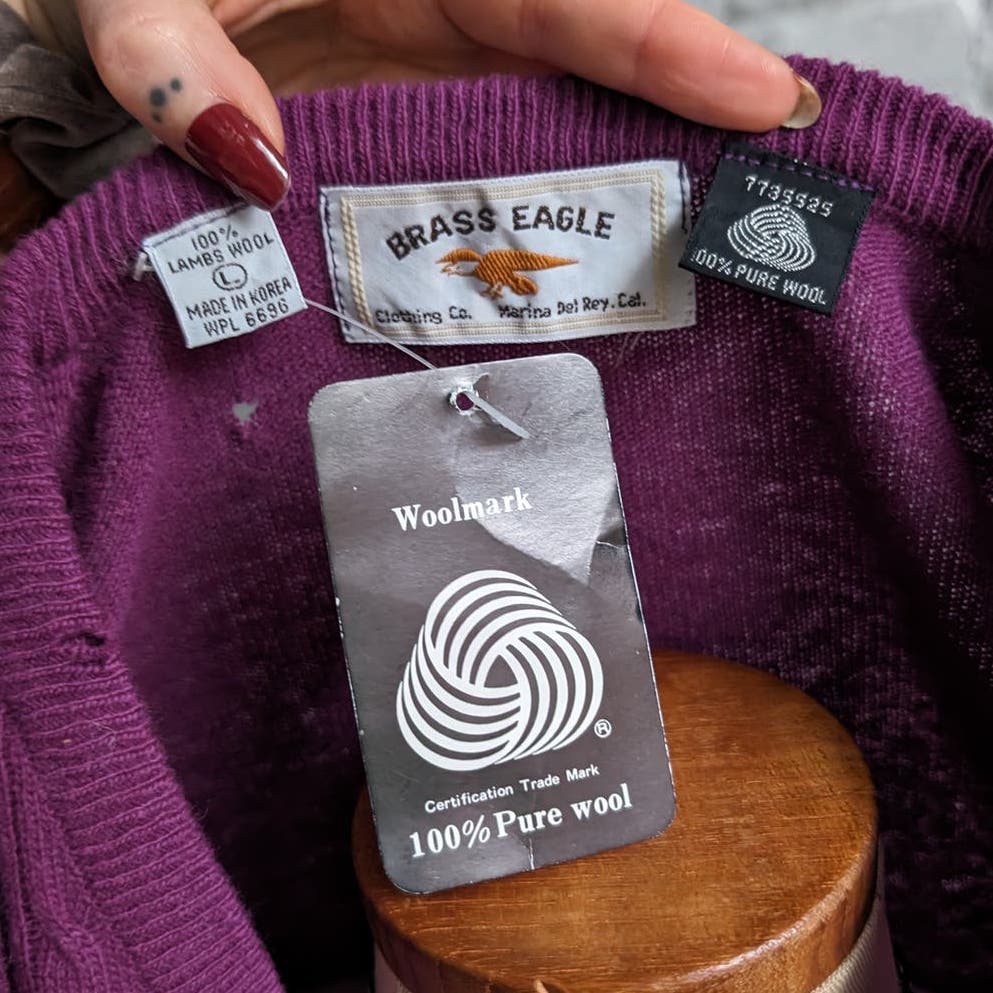 100%
LAMBS WOOL
L
MADE IN KOREA
WPL 6696
BRASS EAGLE
Clothing Co. Marina Del Rey. Cal.
7735525
100% PURE WOOL
Woolmark
®
Certification Trade Mark
100% Pure wool